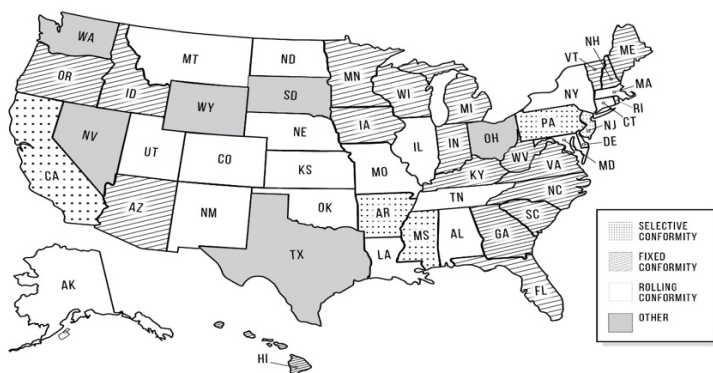 WA
MT
ND
OR
ID
WY
SD
MN
WI
MI
VT
NH
ME
NY
MA
RI
CT
NJ
DE
MD
PA
NV
UT
CO
NE
IA
IL
IN
OH
WV
VA
CA
AZ
NM
KS
MO
KY
NC
TN
OK
AR
SC
TX
LA
MS
AL
GA
FL
AK
HI
SELECTIVE
CONFORMITY
FIXED
CONFORMITY
ROLLING
CONFORMITY
OTHER